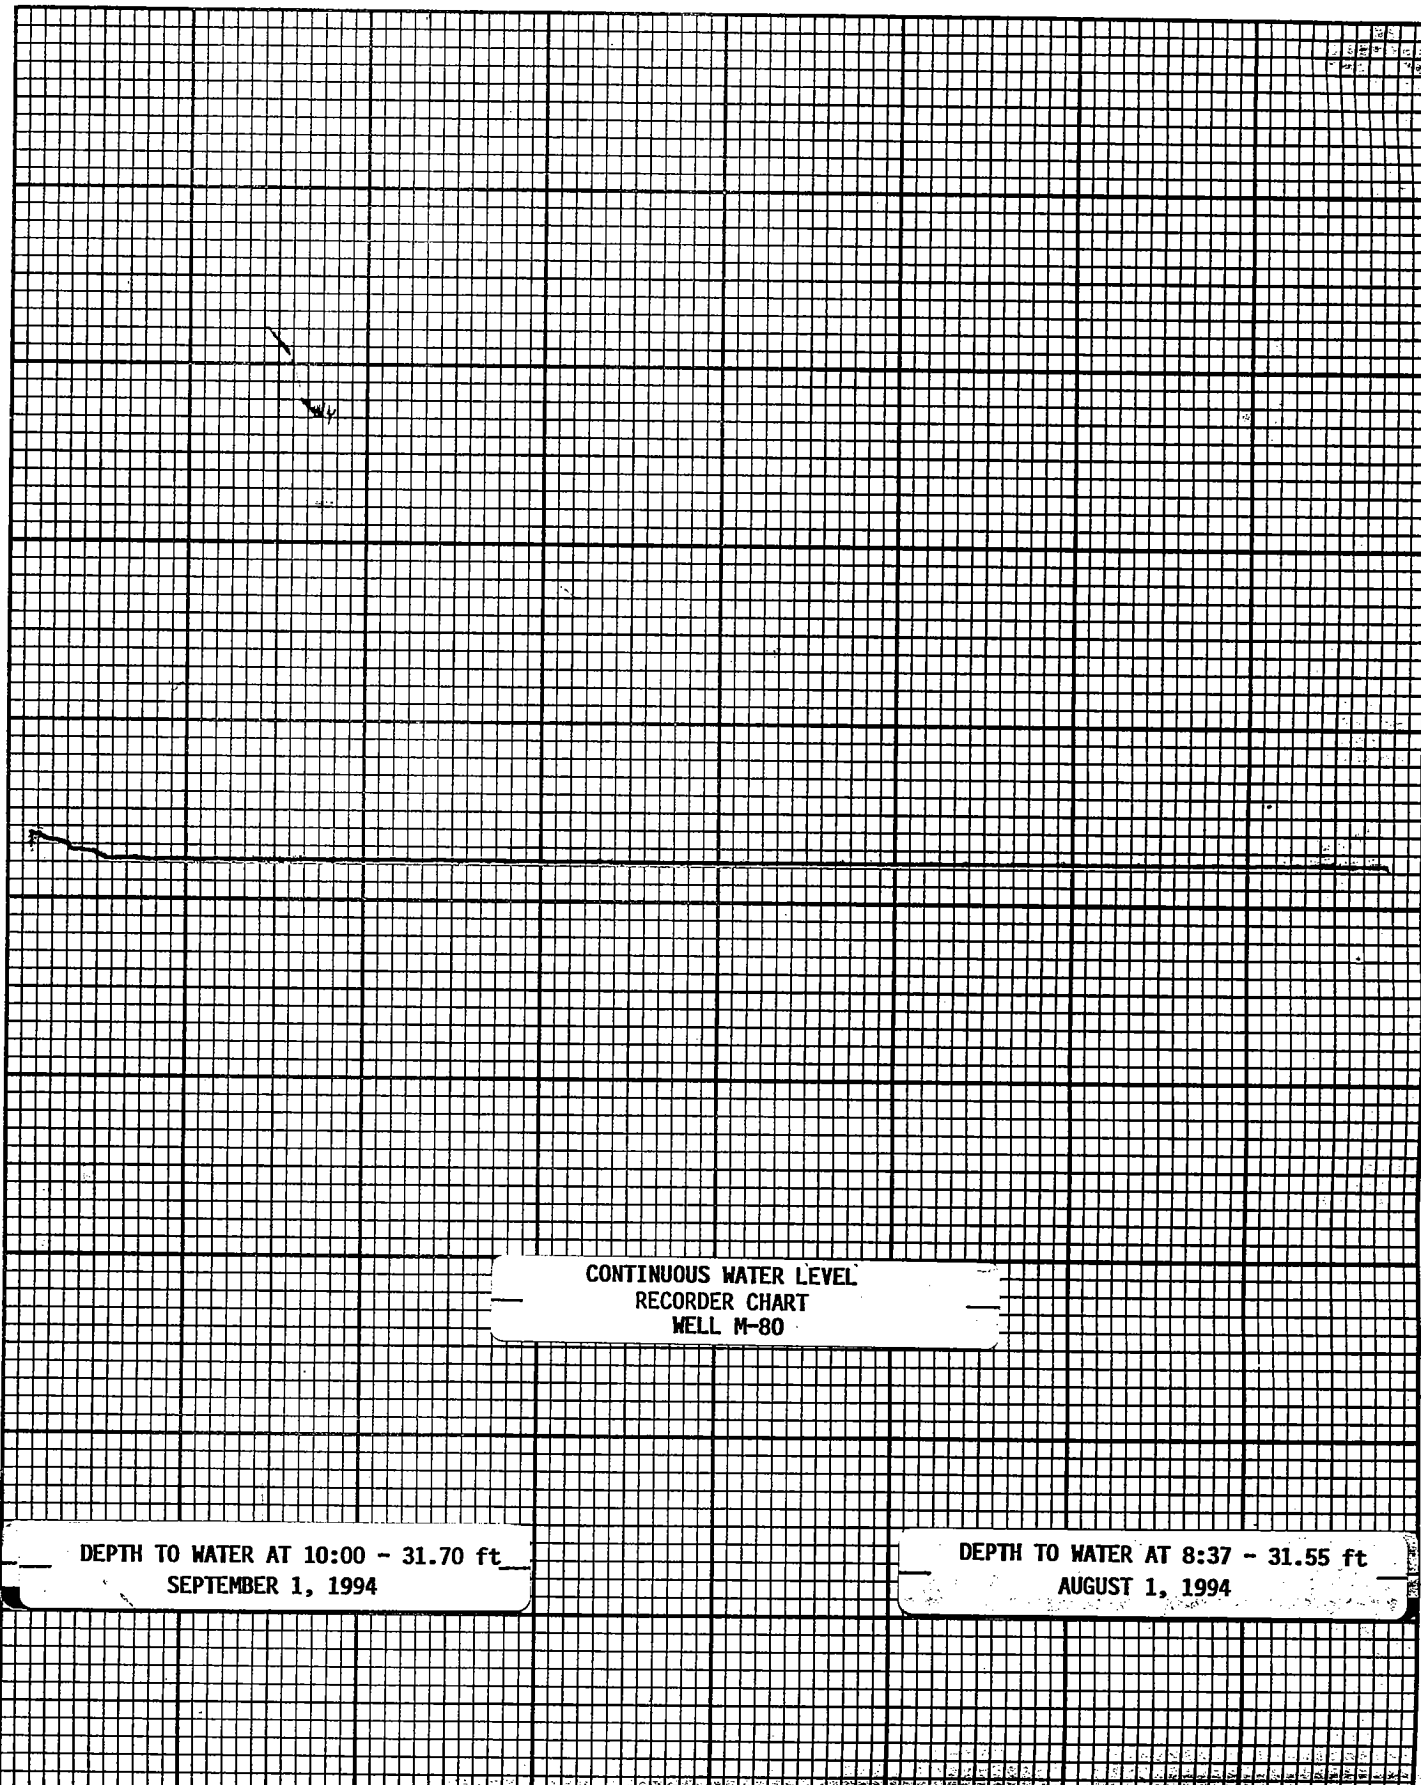 CONTINUOUS WATER LEVEL
RECORDER CHART
WELL M-80
DEPTH TO WATER AT 10:00 - 31.70 ft
SEPTEMBER 1, 1994
DEPTH TO WATER AT 8:37 - 31.55 ft
AUGUST 1, 1994